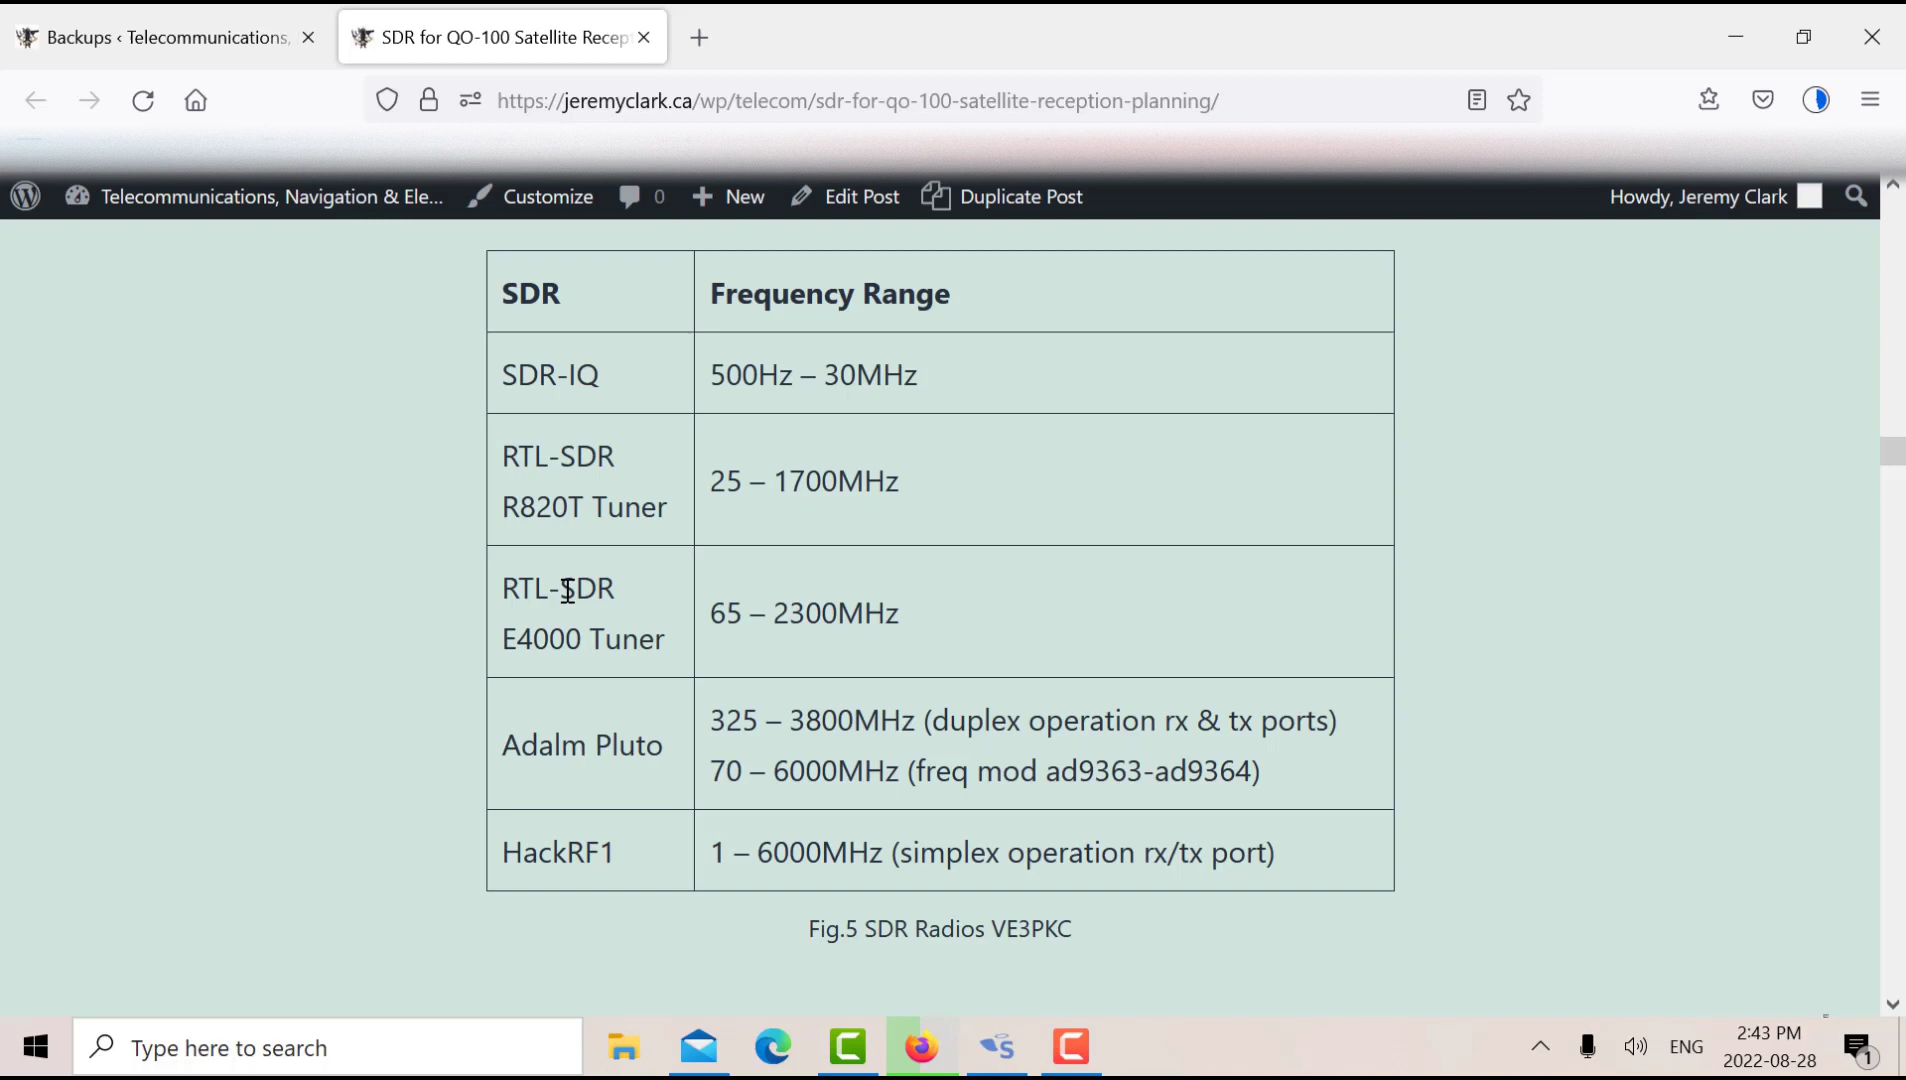 Backups ‹ Telecommunications,
SDR for QO-100 Satellite Recep
https://jeremyclark.ca/wp/telecom/sdr-for-qo-100-satellite-reception-planning/
Telecommunications, Navigation & Ele... Customize 0 New Edit Post Duplicate Post Howdy, Jeremy Clark
SDR Frequency Range
SDR-IQ 500Hz – 30MHz
RTL-SDR
R820T Tuner
25 – 1700MHz
RTL-SDR
E4000 Tuner
65 – 2300MHz
Adalm Pluto
325 – 3800MHz (duplex operation rx & tx ports)
70 – 6000MHz (freq mod ad9363-ad9364)
HackRF1 1 – 6000MHz (simplex operation rx/tx port)
Fig.5 SDR Radios VE3PKC
Type here to search
ENG
2:43 PM
2022-08-28
1